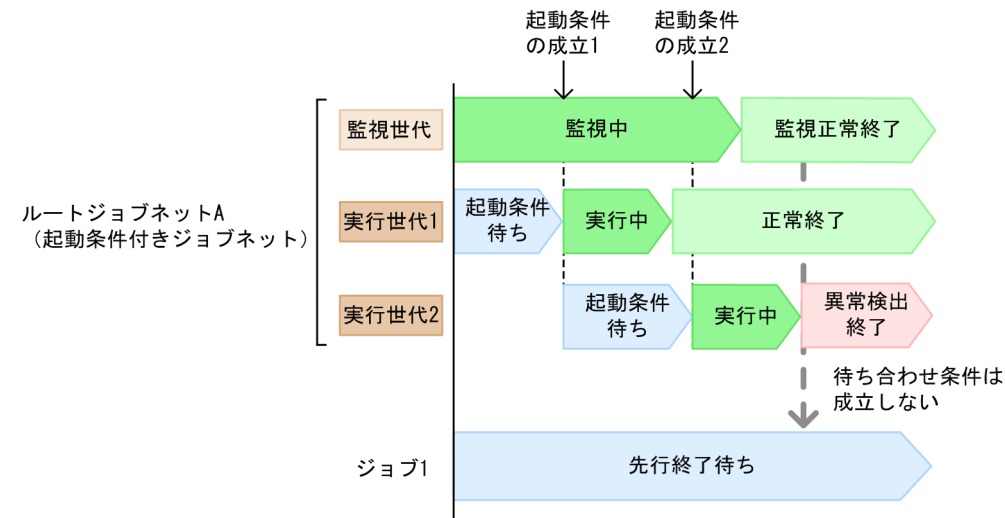 起動条件
の成立1
起動条件
の成立2
監視世代
監視中
監視正常終了
ルートジョブネットA
(起動条件付きジョブネット)
実行世代1
起動条件
待ち
実行中
正常終了
実行世代2
起動条件
待ち
実行中
異常検出
終了
待ち合わせ条件は
成立しない
ジョブ1
先行終了待ち